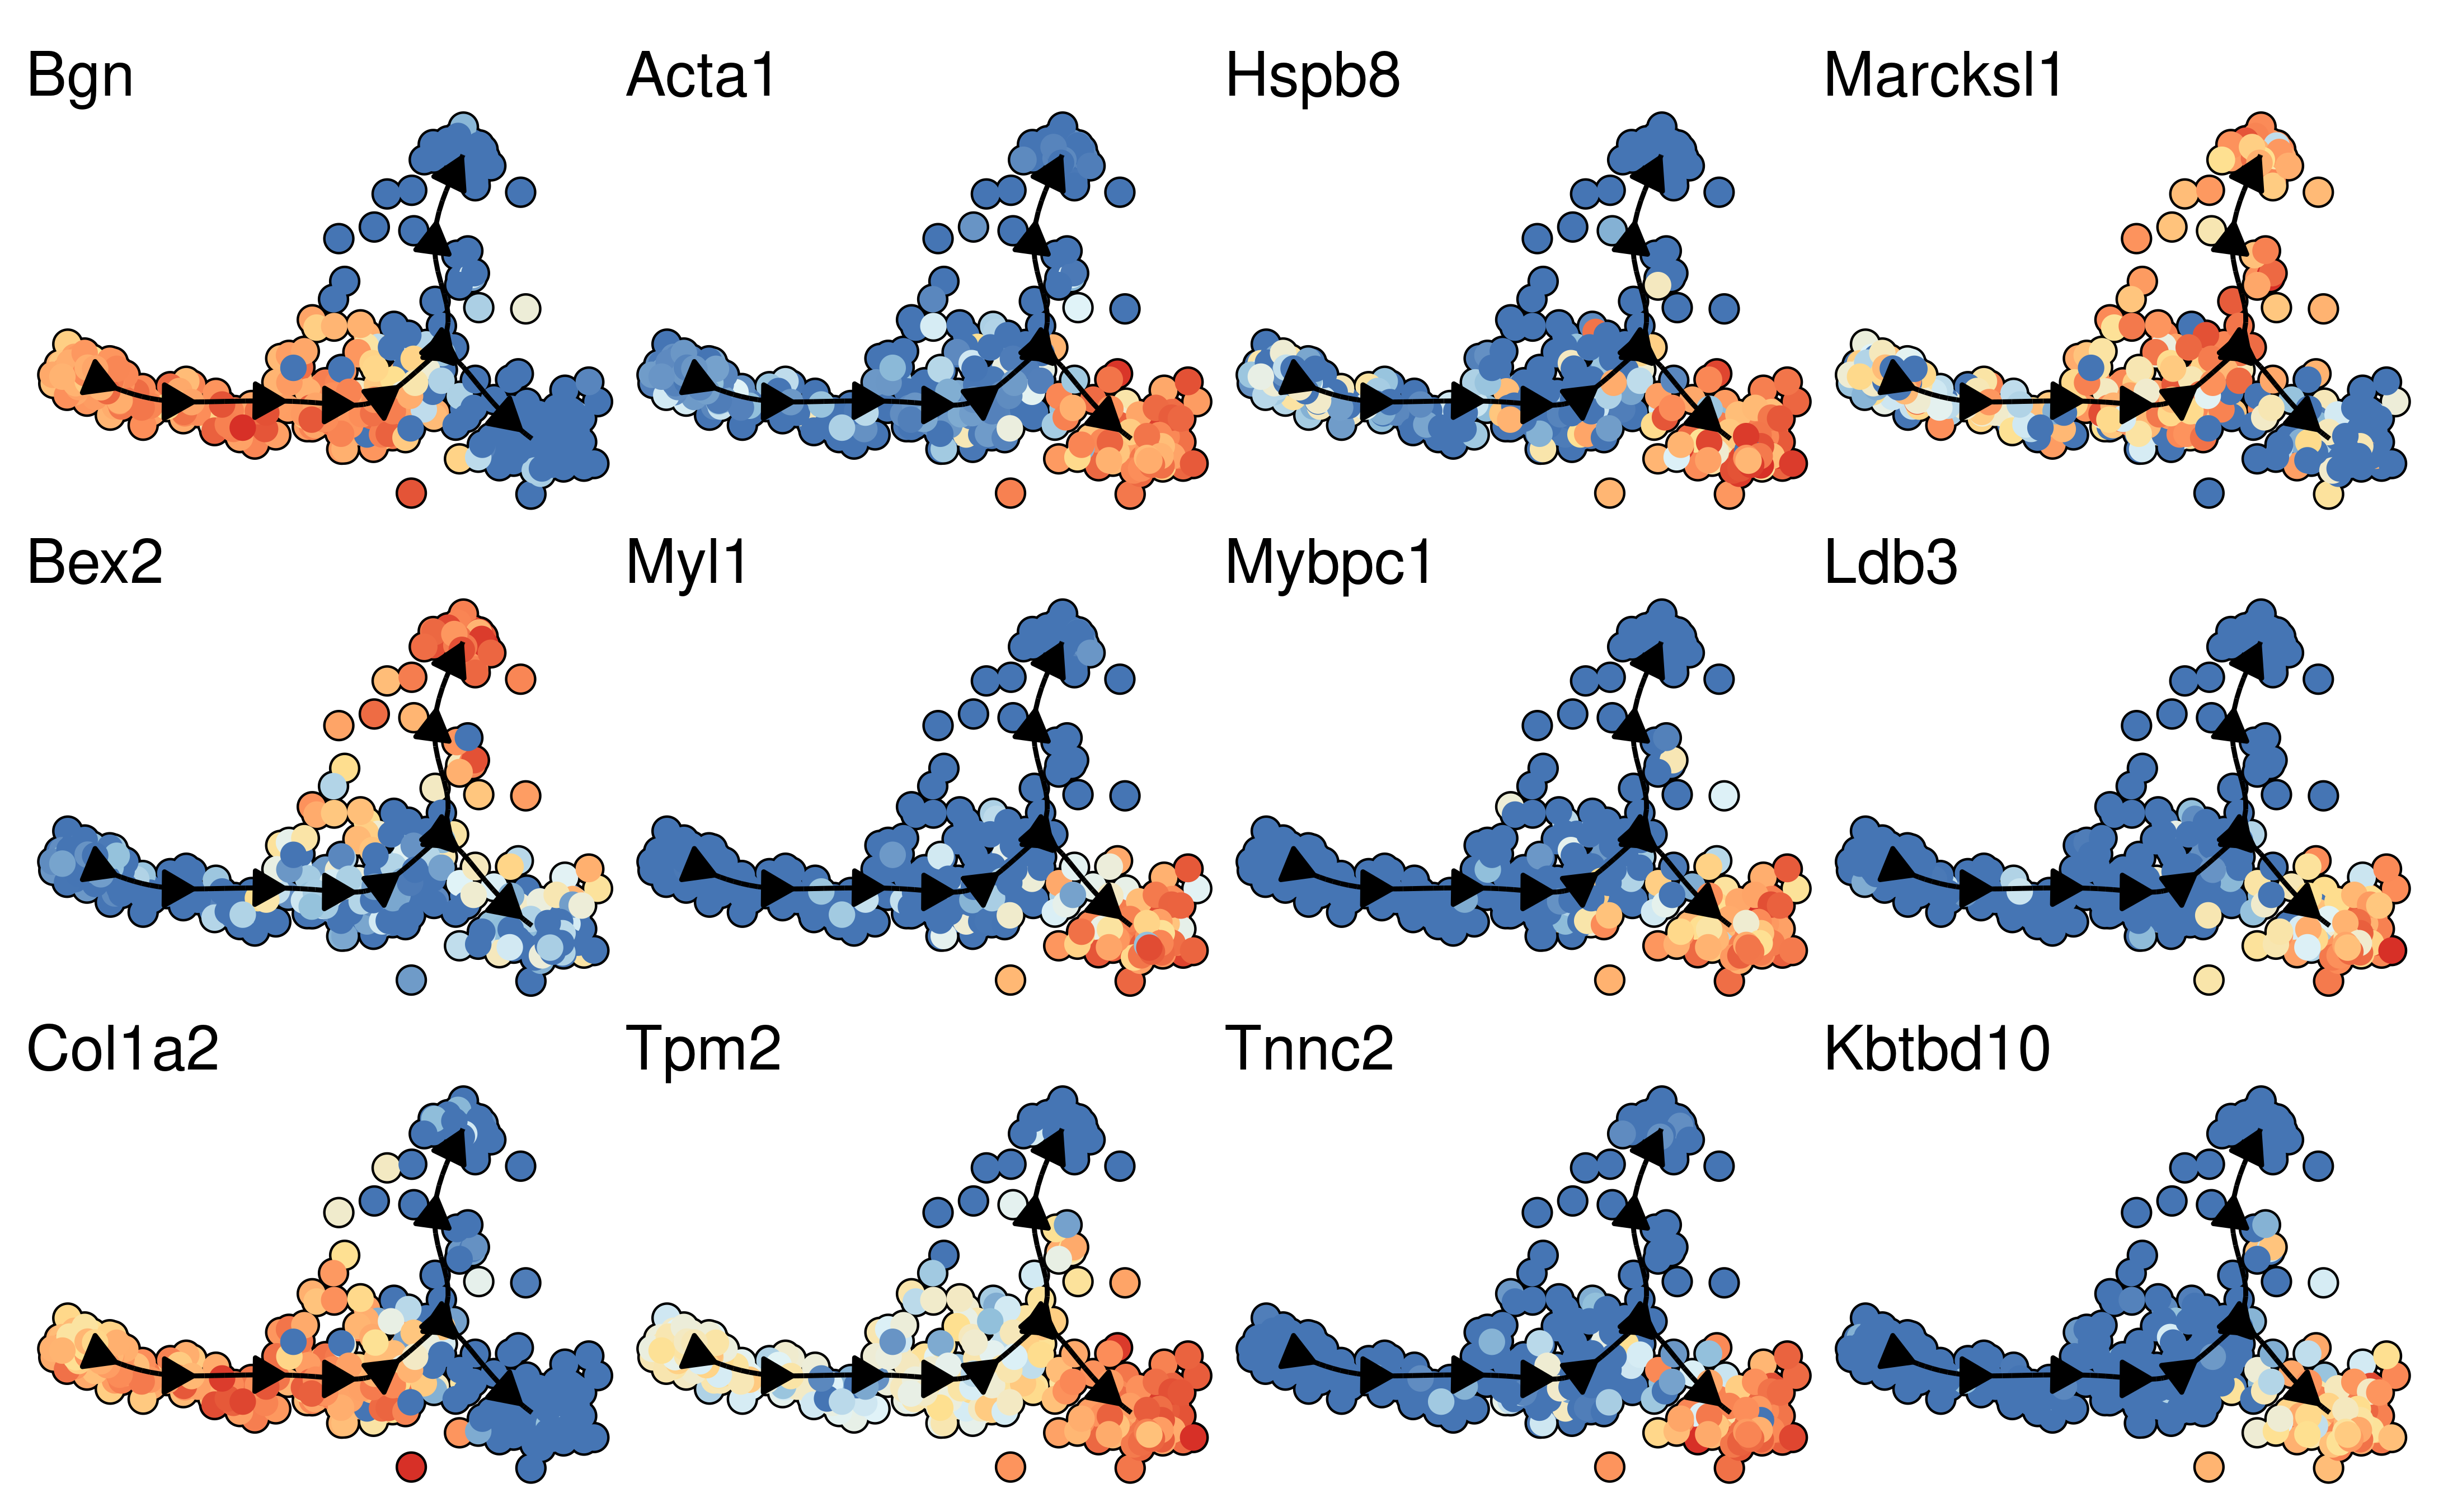 Bgn
Acta1
Hspb8
Marcksl1
Bex2
Myl1
Mybpc1
Ldb3
Col1a2
Tpm2
Tnnc2
Kbtbd10